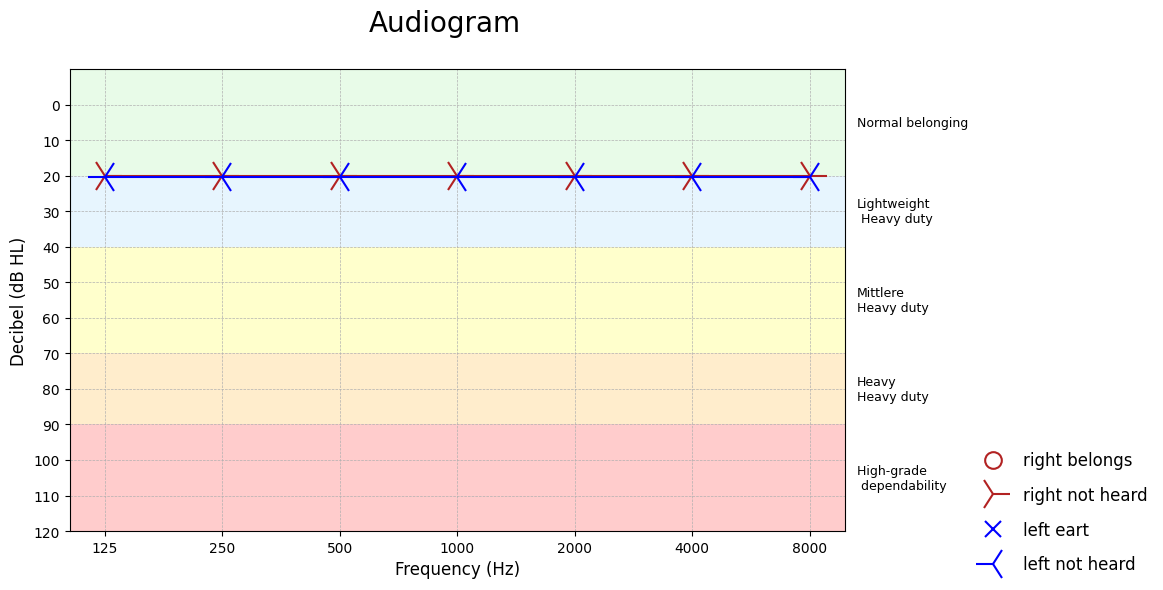 Audiogram
0
10
20
30
40
50
60
70
80
90
100
110
120
Decibel (dB HL)
125 250 500 1000 2000 4000 8000
Frequency (Hz)
Normal belonging
Lightweight
Heavy duty
Mittlere
Heavy duty
Heavy
Heavy duty
High-grade
dependability
right belongs
right not heard
left eart
left not heard